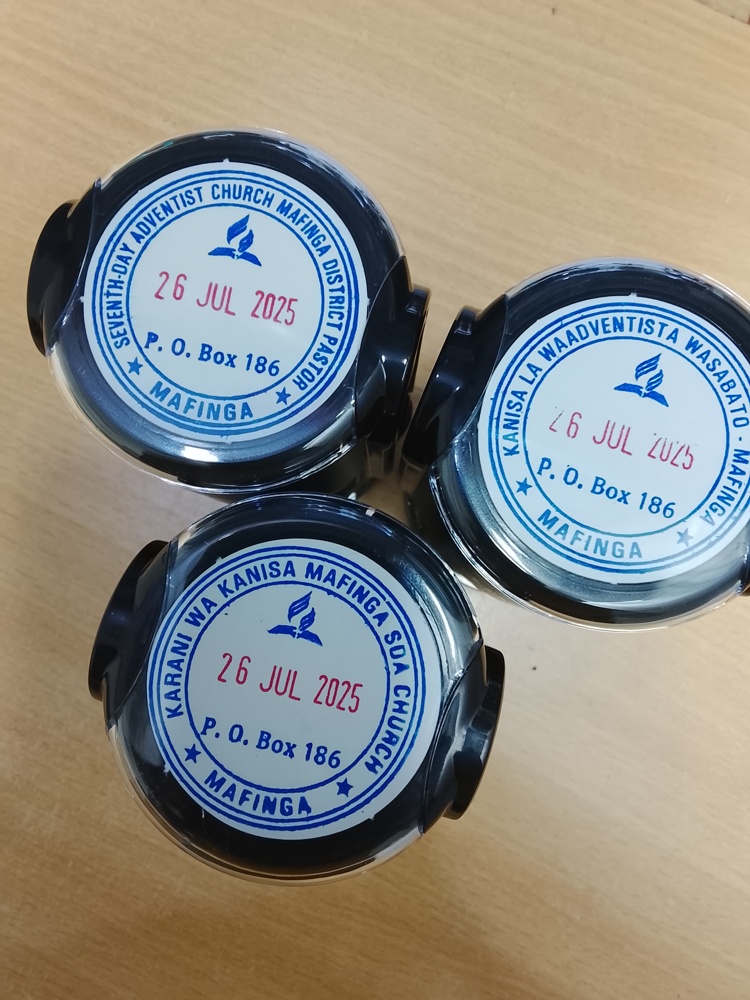 SEVENTH-DAY ADVENTIST CHURCH MAFINGA DISTRICT PASTOR
26 JUL 2025
P. O. Box 186
★ MAFINGA ★
KANISA LA WAADVENTISTA WASABATO · MAFINGA
26 JUL 2025
P. O. Box 186
★ MAFINGA ★
KARANI WA KANISA MAFINGA SDA CHURCH
26 JUL 2025
P. O. Box 186
★ MAFINGA ★